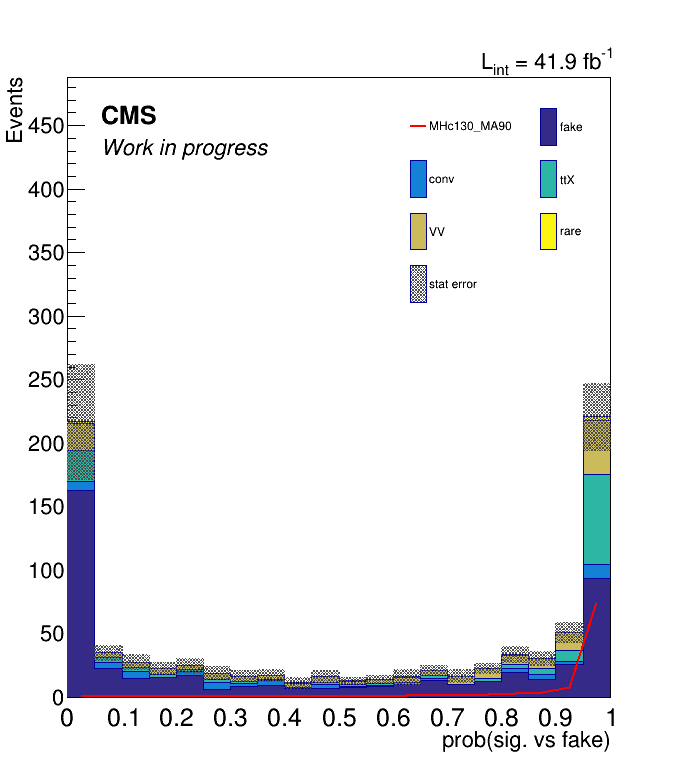 L_int = 41.9 fb^-1
Events
CMS
Work in progress
MHc130_MA90
fake
conv
ttX
VV
rare
stat error
450
400
350
300
250
200
150
100
50
0
0 0.1 0.2 0.3 0.4 0.5 0.6 0.7 0.8 0.9 1
prob(sig. vs fake)